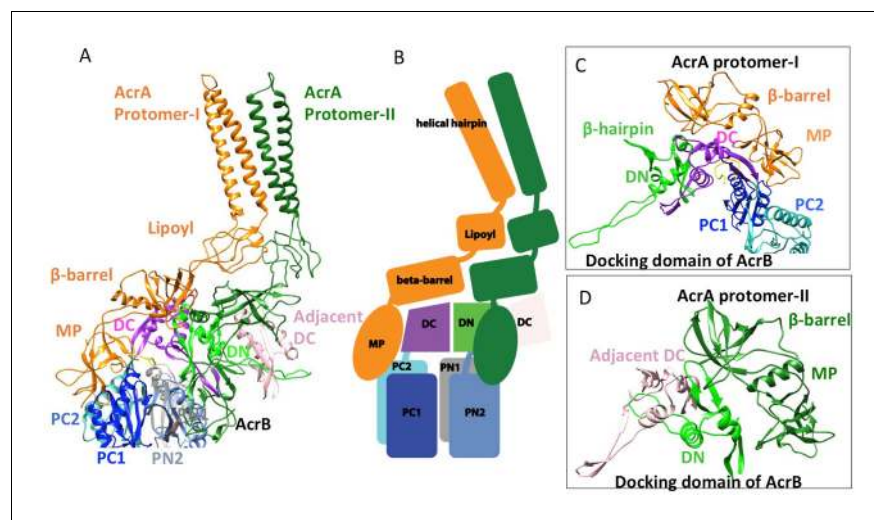 A
AcrA
Protomer-I
AcrA
Protomer-II
Lipoyl
β-barrel
MP
DC
Adjacent
DC
DN
PC2
AcrB
PC1
PN2
B
helical hairpin
Lipoyl
beta-barrel
DC
DN
DC
MP
PC2
PN1
PC1
PN2
C
AcrA protomer-I
β-barrel
β-hairpin
DC
MP
DN
PC2
PC1
Docking domain of AcrB
D
AcrA protomer-II
β-barrel
Adjacent DC
MP
DN
Docking domain of AcrB